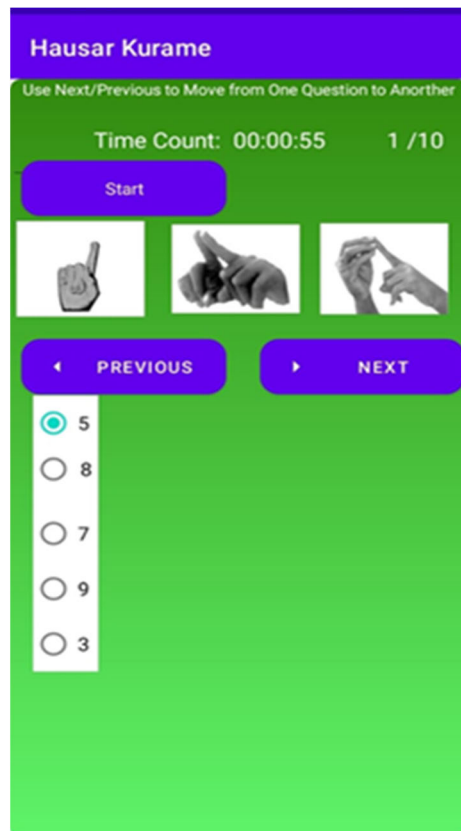 Hausar Kurame
Use Next/Previous to Move from One Question to Anorther
Time Count: 00:00:55 1 /10
Start
PREVIOUS NEXT
5
8
7
9
3